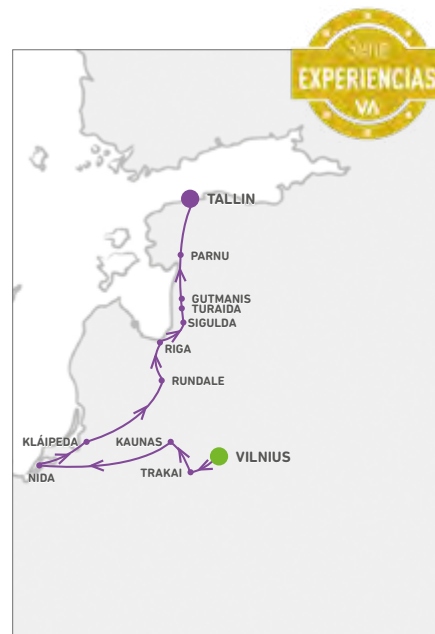 Serie
EXPERIENCIAS
VA
TALLIN
PARNU
GUTMANIS
TURAIDA
SIGULDA
RIGA
RUNDALE
KLÁIPEDA
KAUNAS
VILNIUS
TRAKAI
NIDA